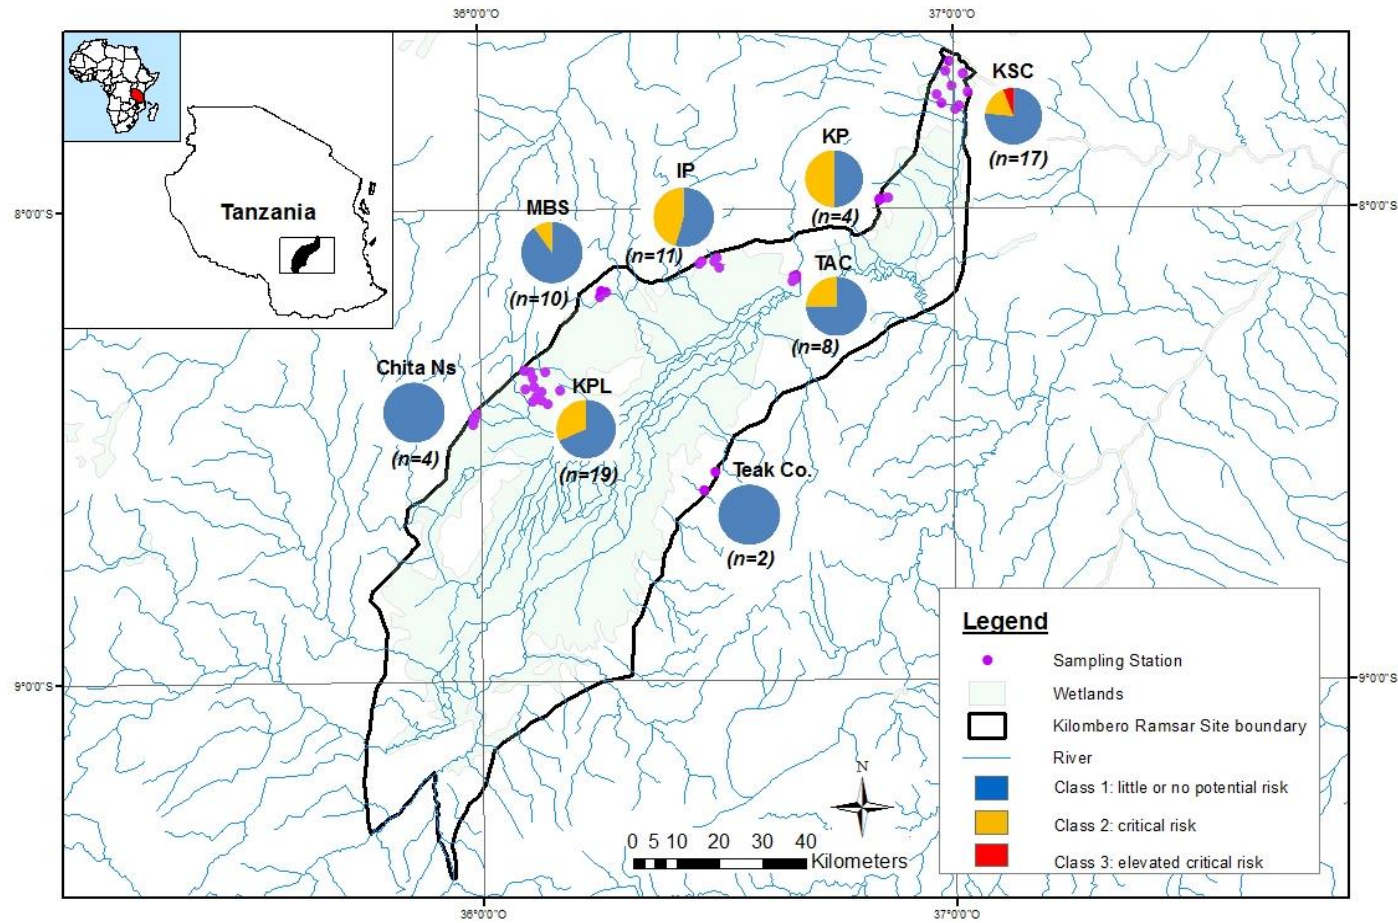 36°0'0"O
37°0'0"O
KSC
(n=17)
KP
(n=4)
IP
(n=11)
MBS
(n=10)
TAC
(n=8)
8°0'0"S
8°0'0"S
Tanzania
Chita Ns
(n=4)
KPL
(n=19)
Teak Co.
(n=2)
9°0'0"S
9°0'0"S
Legend
Sampling Station
Wetlands
Kilombero Ramsar Site boundary
River
Class 1: little or no potential risk
Class 2: critical risk
Class 3: elevated critical risk
N
0 5 10 20 30 40
Kilometers
36°0'0"O
37°0'0"O